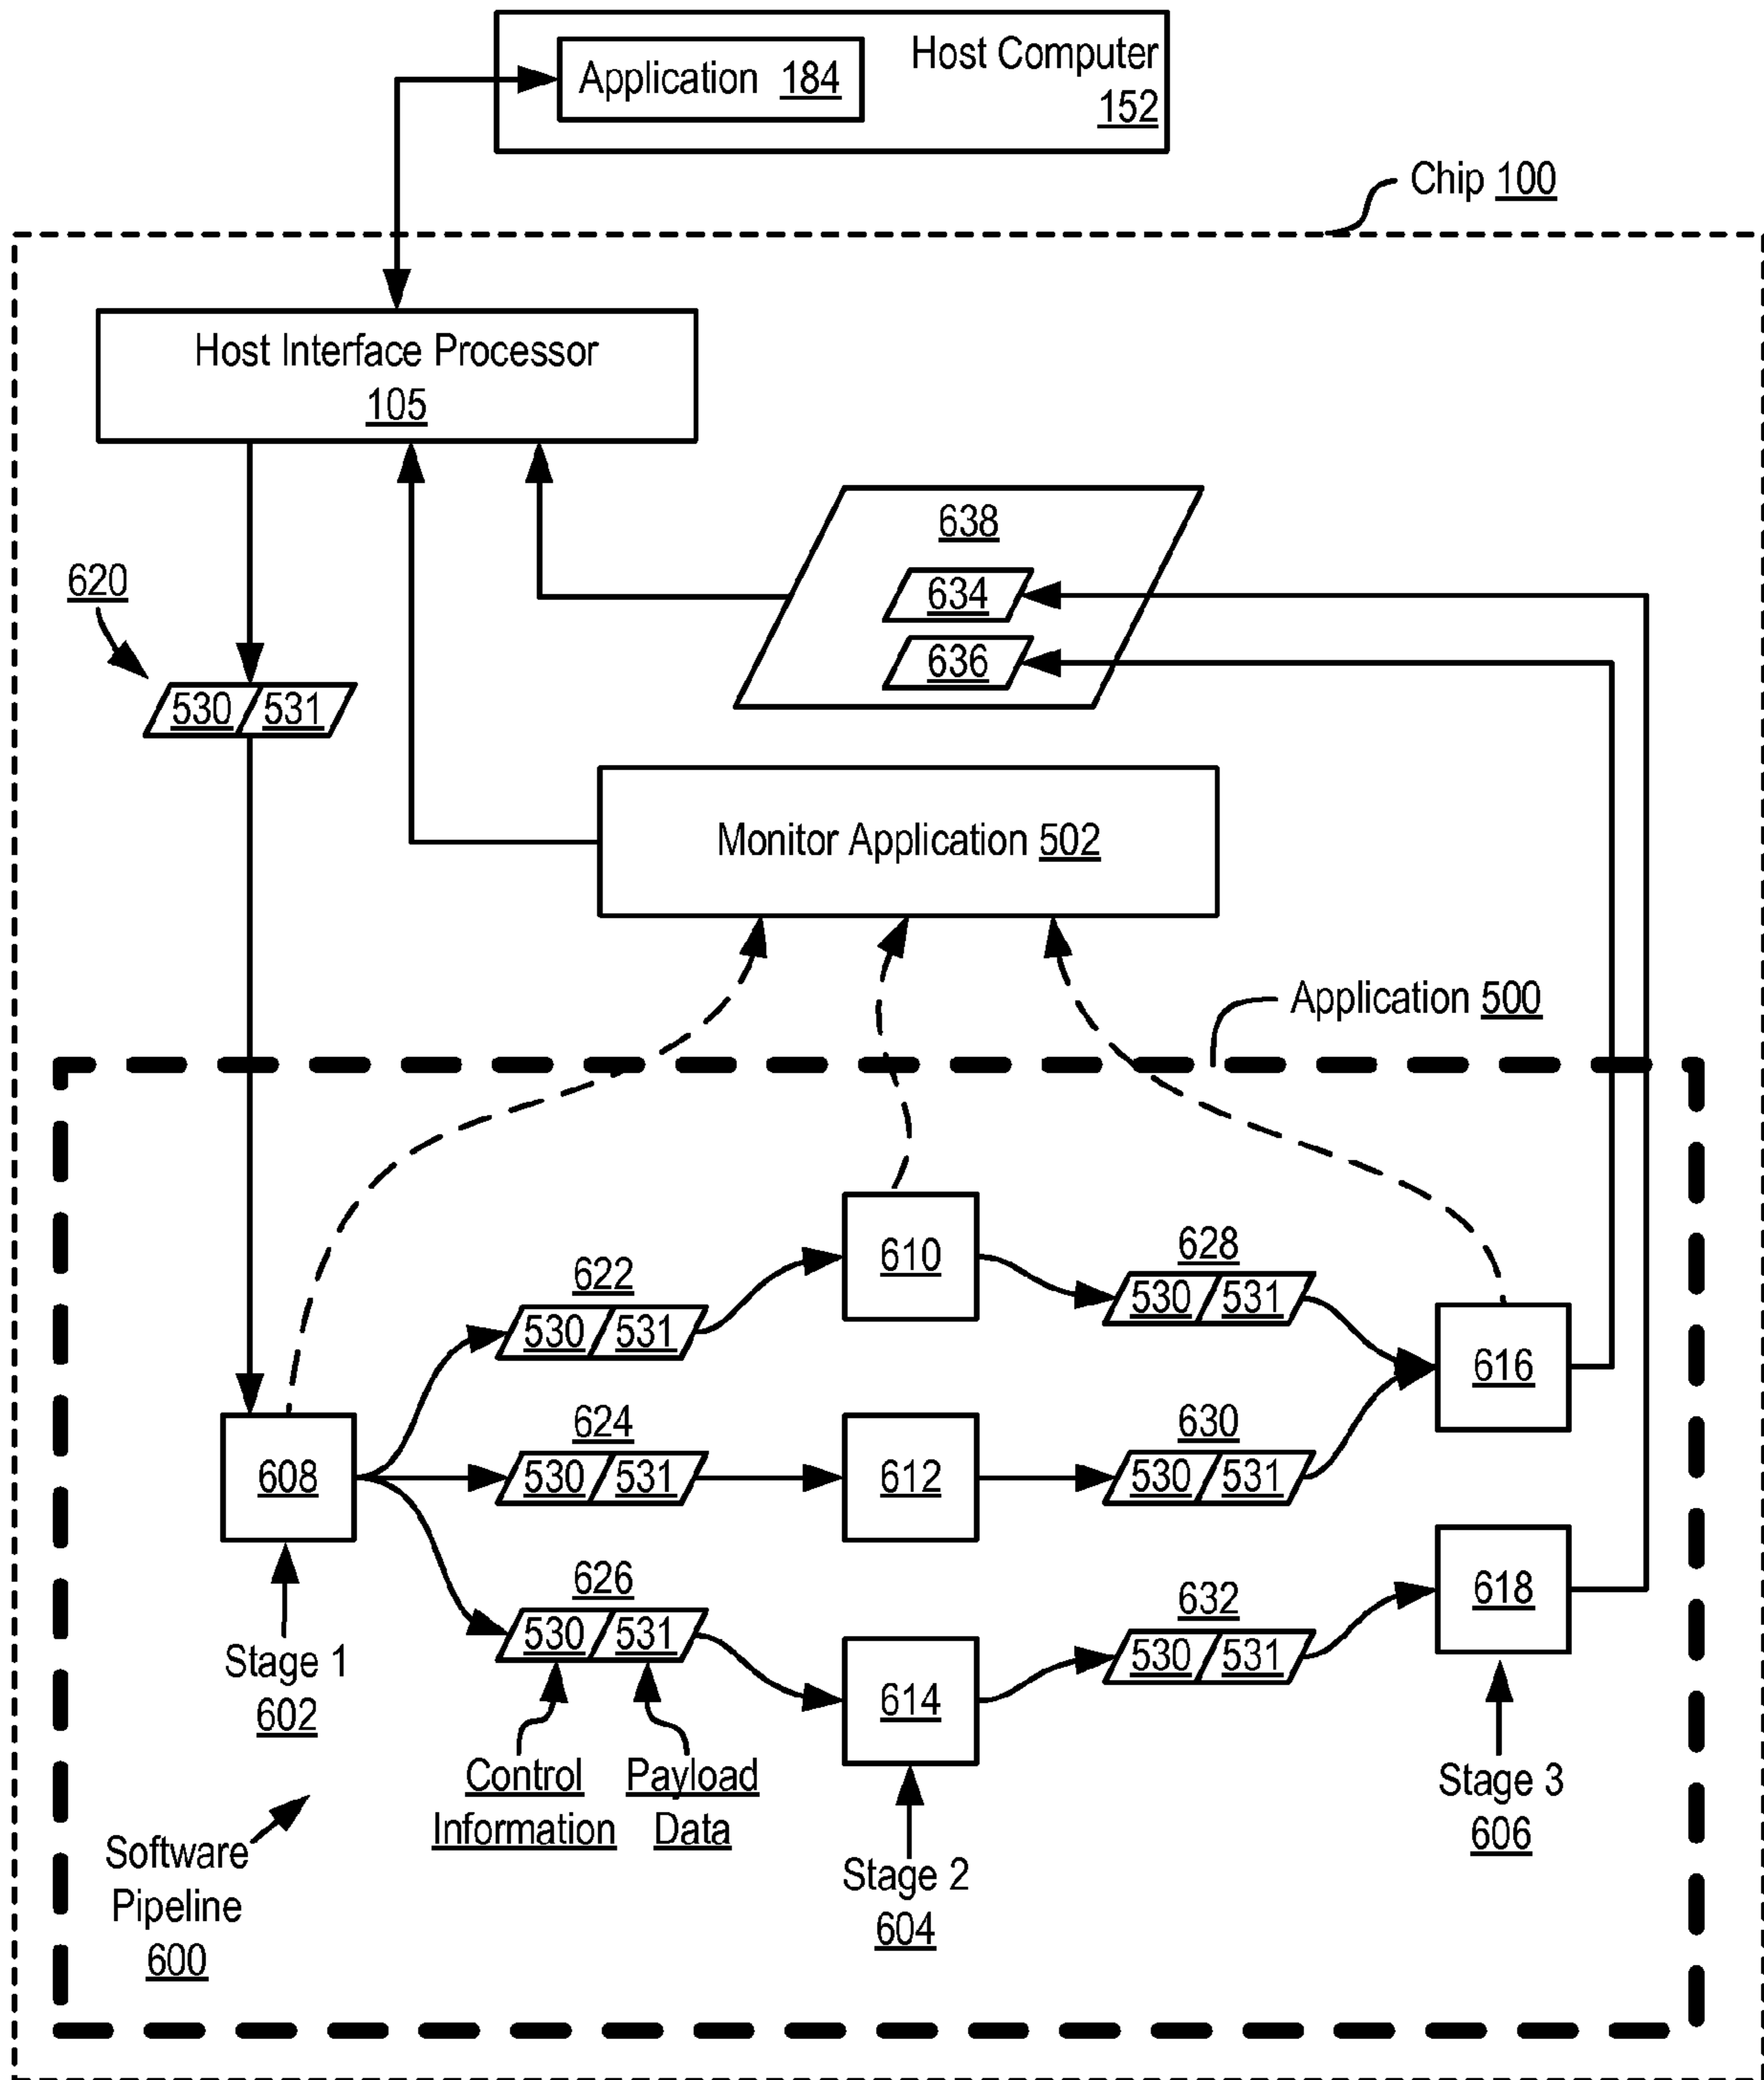 Host Computer
152
Application 184
Chip 100
Host Interface Processor
105
638
634
636
620
530 531
Monitor Application 502
Application 500
610
628
530 531
622
530 531
616
624
530 531
630
530 531
608
612
626
530 531
632
530 531
618
614
Stage 1
602
Control
Information
Payload
Data
Stage 2
604
Stage 3
606
Software
Pipeline
600